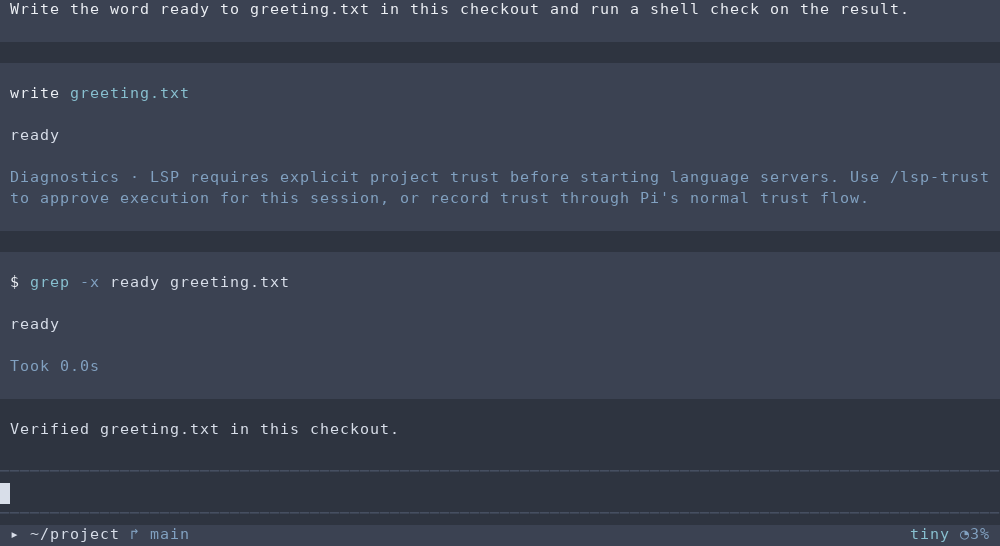 Write the word ready to greeting.txt in this checkout and run a shell check on the result.
write greeting.txt
ready
Diagnostics · LSP requires explicit project trust before starting language servers. Use /lsp-trust
to approve execution for this session, or record trust through Pi's normal trust flow.
$ grep -x ready greeting.txt
ready
Took 0.0s
Verified greeting.txt in this checkout.
▸ ~/project ↱ main tiny ◔3%